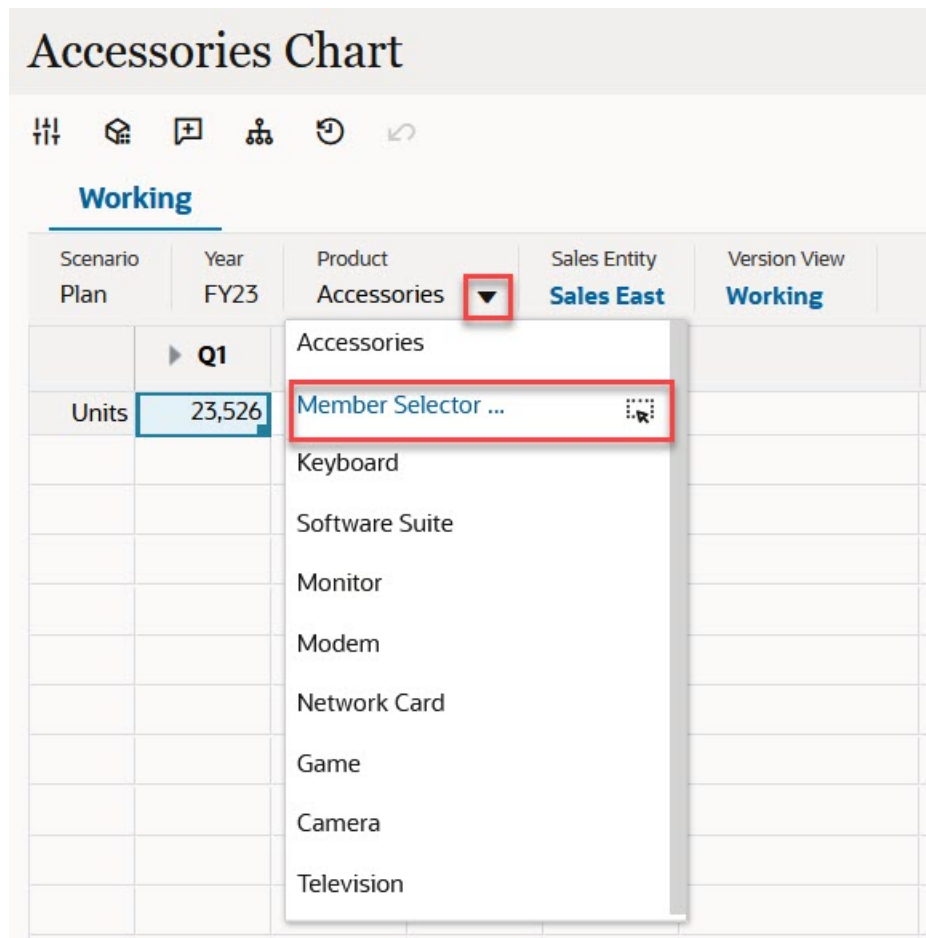 Accessories Chart
Working
Scenario Year Product Sales Entity Version View
Plan FY23 Accessories Sales East Working
Q1 Accessories
Units 23,526 Member Selector ...
Keyboard
Software Suite
Monitor
Modem
Network Card
Game
Camera
Television